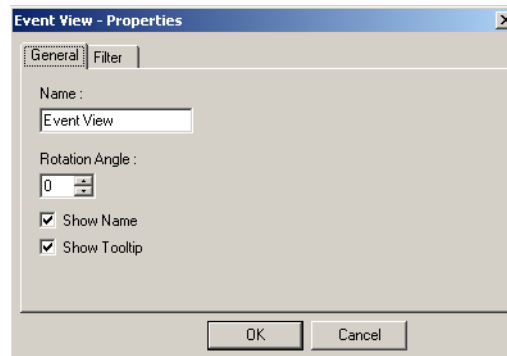 Event View - Properties
General Filter
Name :
Event View
Rotation Angle :
0
Show Name
Show Tooltip
OK Cancel